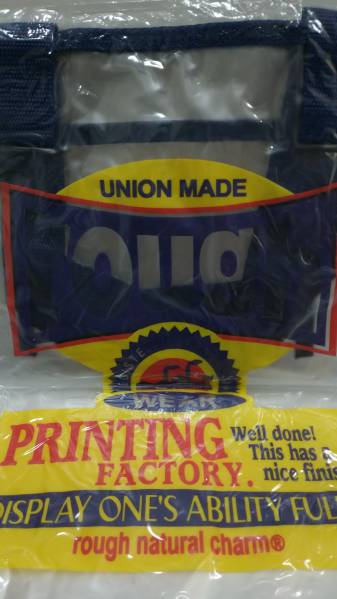 UNION MADE
WEAR
PRINTING
FACTORY.
Well done!
This has a
nice finis
DISPLAY ONE'S ABILITY FUL
rough natural charm®